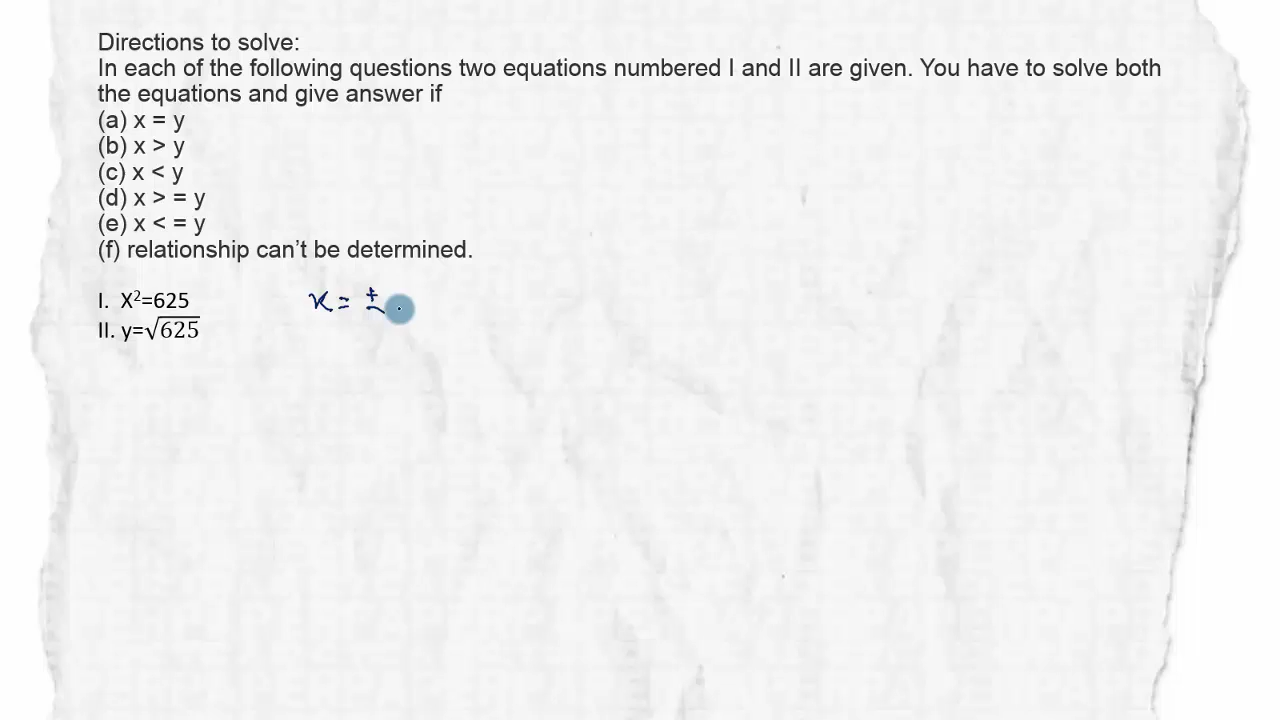 Directions to solve:
In each of the following questions two equations numbered I and II are given. You have to solve both
the equations and give answer if
(a) x = y
(b) x > y
(c) x < y
(d) x > = y
(e) x < = y
(f) relationship can’t be determined.
I. X²=625 x = ±
II. y=√625